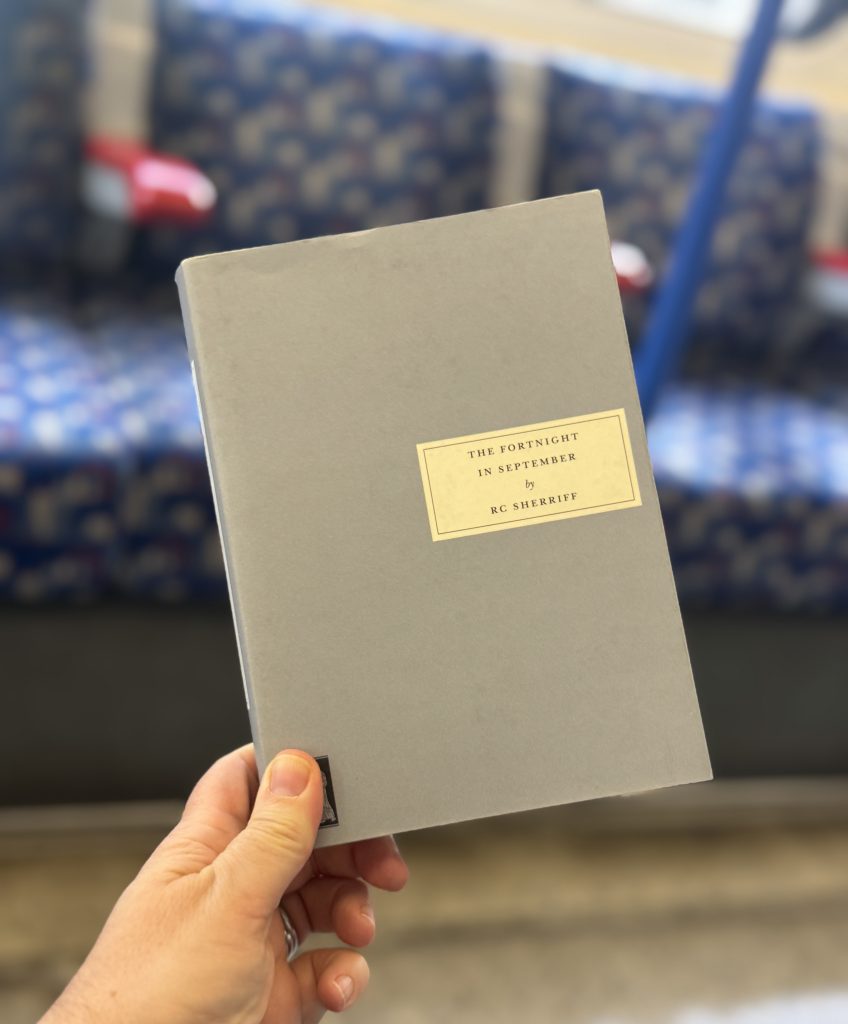 THE FORTNIGHT
IN SEPTEMBER
by
RC SHERRIFF